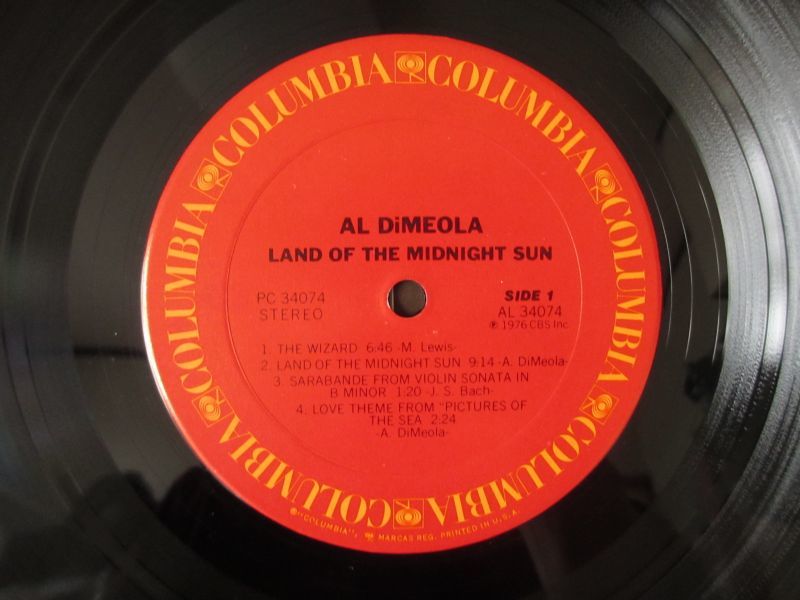 COLUMBIA COLUMBIA COLUMBIA COLUMBIA COLUMBIA COLUMBIA
AL DiMEOLA
LAND OF THE MIDNIGHT SUN
PC 34074
STEREO
SIDE 1
AL 34074
℗ 1976 CBS Inc.
1. THE WIZARD 6:46 -M. Lewis-
2. LAND OF THE MIDNIGHT SUN 9:14 -A. DiMeola-
3. SARABANDE FROM VIOLIN SONATA IN
B MINOR 1:20 -J. S. Bach-
4. LOVE THEME FROM "PICTURES OF
THE SEA 2:24
-A. DiMeola-
®"COLUMBIA", MARCAS REG. PRINTED IN U.S.A.